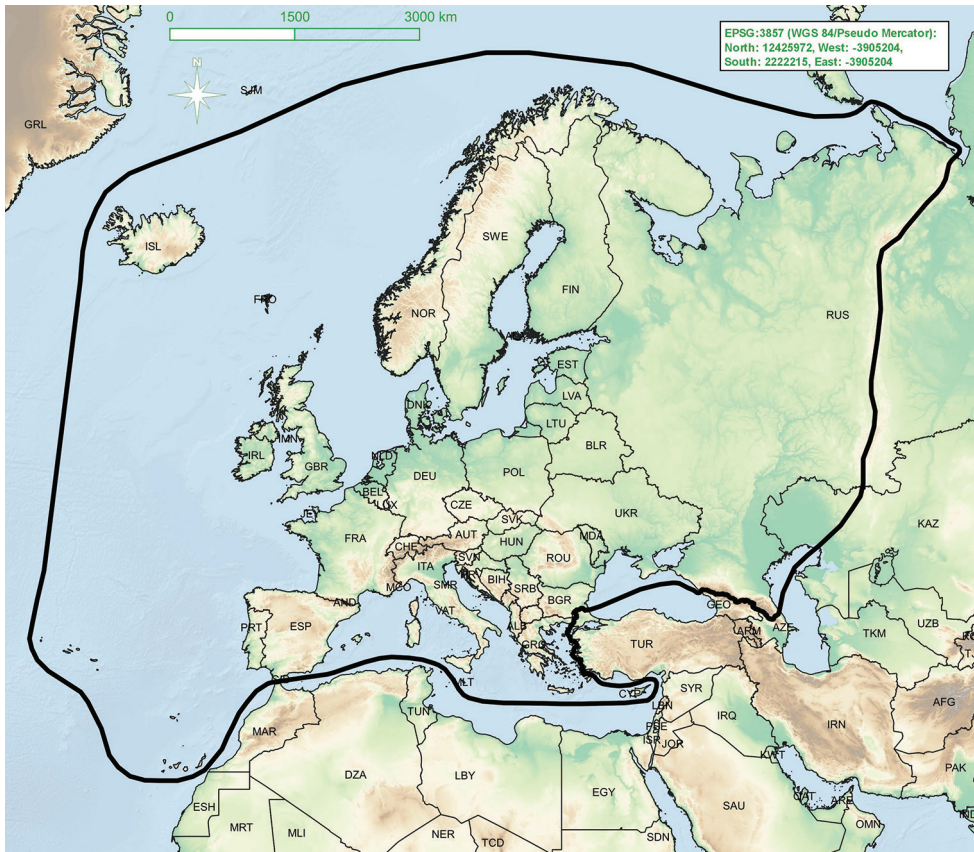 0 1500 3000 km
EPSG:3857 (WGS 84/Pseudo Mercator):
North: 12425972, West: -3905204,
South: 2222215, East: -3905204
N
SJM
GRL
ISL
SWE
FIN
FRO
NOR
RUS
EST
LVA
DNK
LTU
IMN
BLR
IRL
GBR
NLD
DEU
POL
BEL
LUX
CZE
JEY
UKR
SVK
KAZ
FRA
AUT
HUN
MDA
CHE
ITA
SVN
ROU
MCO
SMR
BIH
SRB
AND
VAT
BGR
GEO
PRT
ESP
ALB
ARM
AZE
UZB
TKM
GRC
TUR
MLT
CYP
SYR
AFG
TUN
LBN
IRQ
IRN
MAR
PSE
ISR
JOR
KWT
PAK
DZA
LBY
EGY
QAT
ARE
ESH
SAU
OMN
IND
MRT
MLI
NER
TCD
SDN